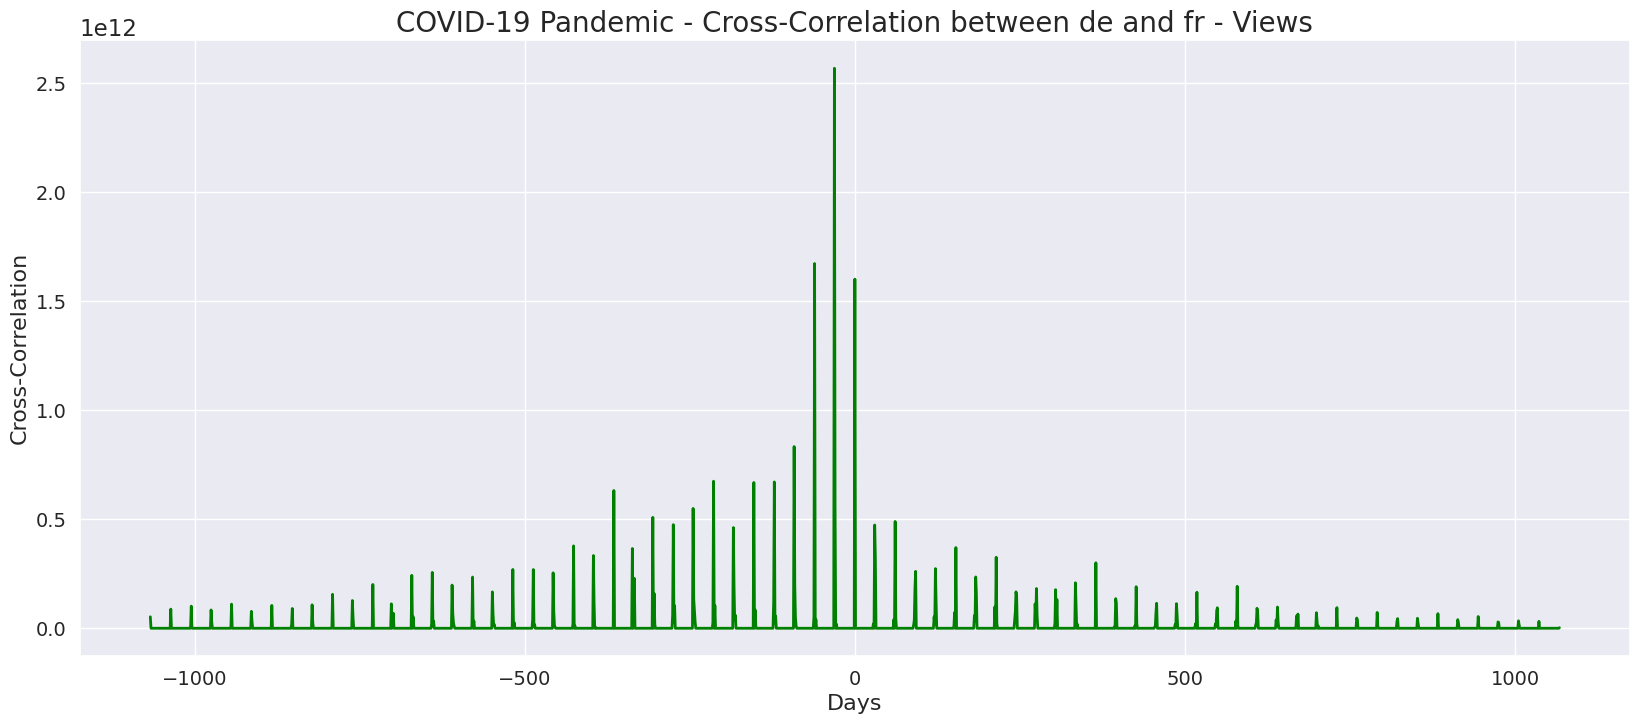 COVID-19 Pandemic - Cross-Correlation between de and fr - Views
1e12
2.5
2.0
1.5
1.0
0.5
0.0
Cross-Correlation
−1000
−500
0
500
1000
Days